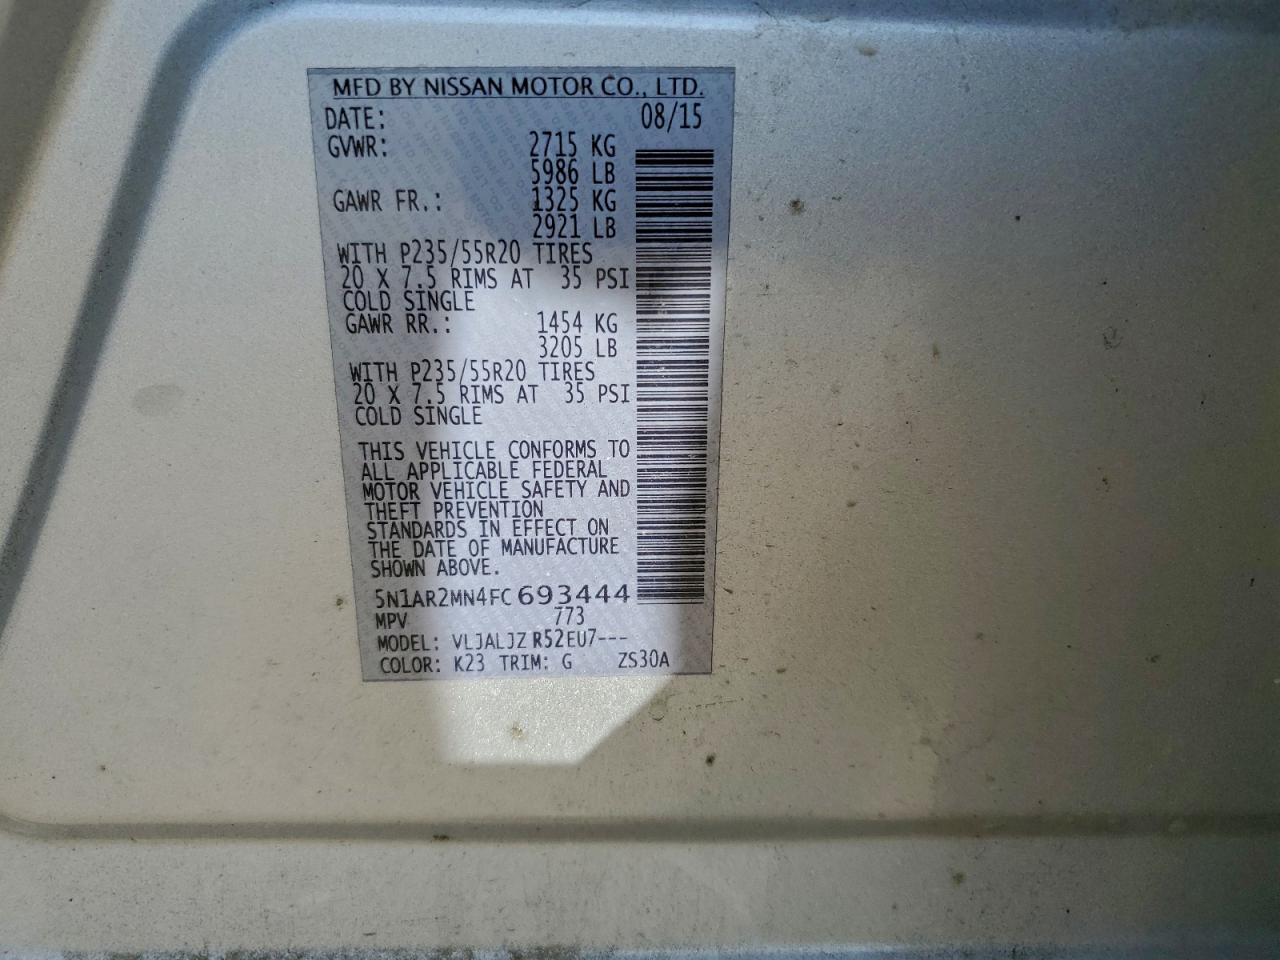 MFD BY NISSAN MOTOR CO., LTD.
DATE: 08/15
GVWR: 2715 KG
5986 LB
GAWR FR.: 1325 KG
2921 LB
WITH P235/55R20 TIRES
20 X 7.5 RIMS AT 35 PSI
COLD SINGLE
GAWR RR.: 1454 KG
3205 LB
WITH P235/55R20 TIRES
20 X 7.5 RIMS AT 35 PSI
COLD SINGLE
THIS VEHICLE CONFORMS TO
ALL APPLICABLE FEDERAL
MOTOR VEHICLE SAFETY AND
THEFT PREVENTION
STANDARDS IN EFFECT ON
THE DATE OF MANUFACTURE
SHOWN ABOVE.
5N1AR2MN4FC693444
MPV 773
MODEL: VLJALJZ R52EU7---
COLOR: K23 TRIM: G ZS30A